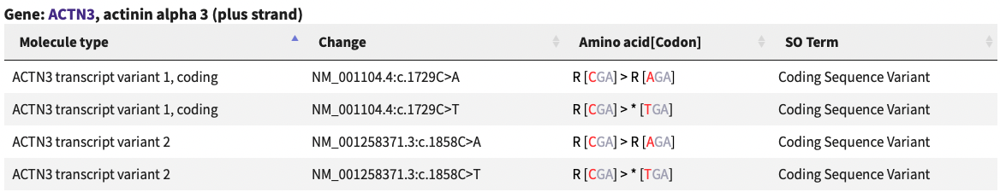 Gene: ACTN3, actinin alpha 3 (plus strand)
Molecule type Change Amino acid[Codon] SO Term
ACTN3 transcript variant 1, coding NM_001104.4:c.1729C>A R [CGA] > R [AGA] Coding Sequence Variant
ACTN3 transcript variant 1, coding NM_001104.4:c.1729C>T R [CGA] > * [TGA] Coding Sequence Variant
ACTN3 transcript variant 2 NM_001258371.3:c.1858C>A R [CGA] > R [AGA] Coding Sequence Variant
ACTN3 transcript variant 2 NM_001258371.3:c.1858C>T R [CGA] > * [TGA] Coding Sequence Variant